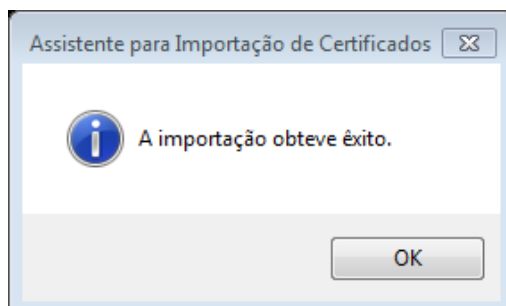 Assistente para Importação de Certificados
A importação obteve êxito.
OK